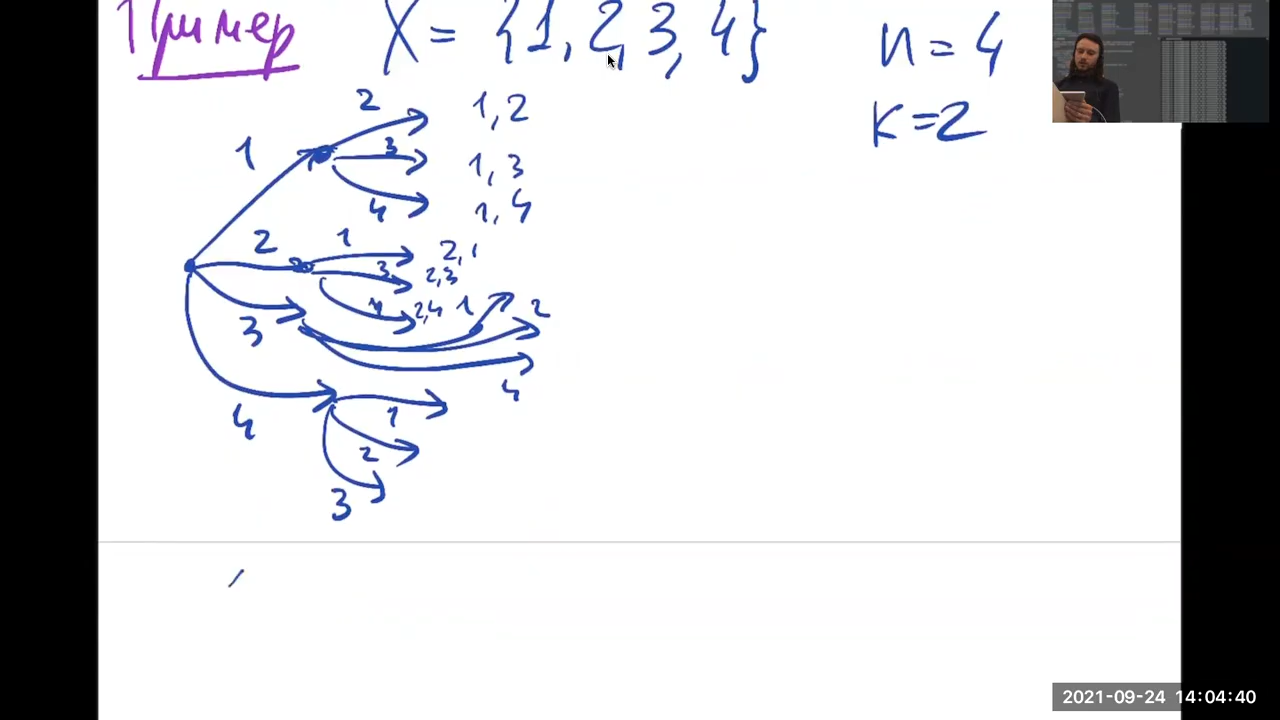 Пример X = {1, 2, 3, 4} n = 4
K = 2
2 1, 2
1 3 1, 3
4 1, 4
2 1 2, 1
3 2, 3
4 2, 4 1 2
3
4
4 1
2
3
2021-09-24 14:04:40